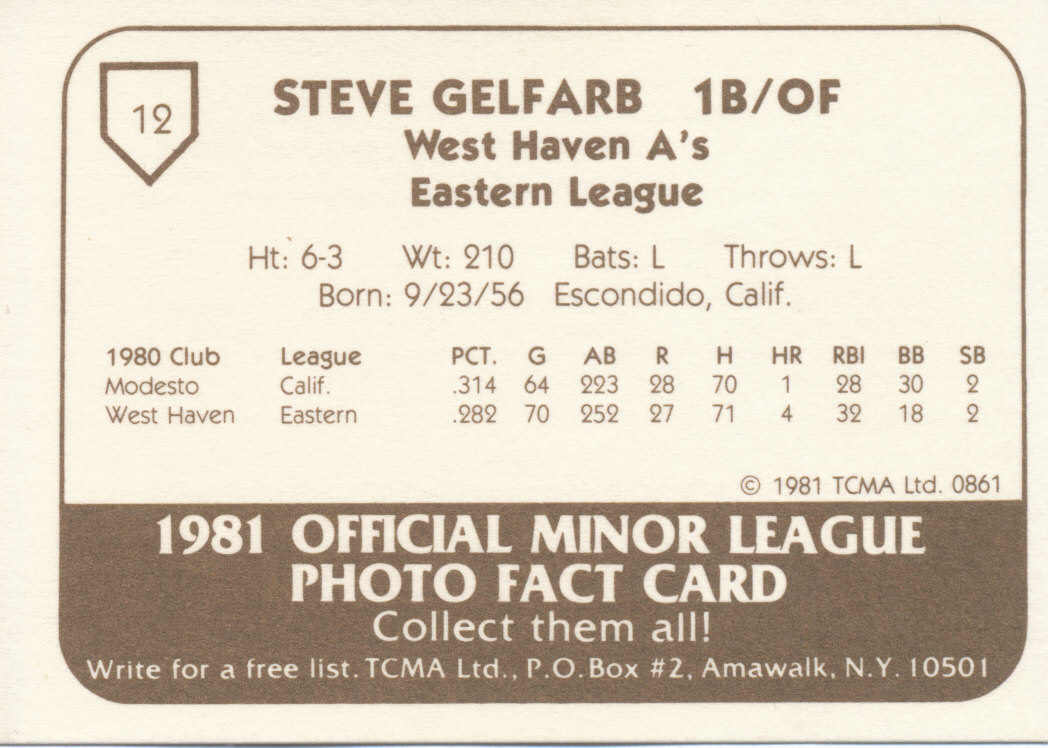 12
STEVE GELFARB 1B/OF
West Haven A's
Eastern League
Ht: 6-3 Wt: 210 Bats: L Throws: L
Born: 9/23/56 Escondido, Calif.
1980 Club League PCT. G AB R H HR RBI BB SB
Modesto Calif. .314 64 223 28 70 1 28 30 2
West Haven Eastern .282 70 252 27 71 4 32 18 2
© 1981 TCMA Ltd. 0861
1981 OFFICIAL MINOR LEAGUE
PHOTO FACT CARD
Collect them all!
Write for a free list. TCMA Ltd., P.O. Box #2, Amawalk, N.Y. 10501